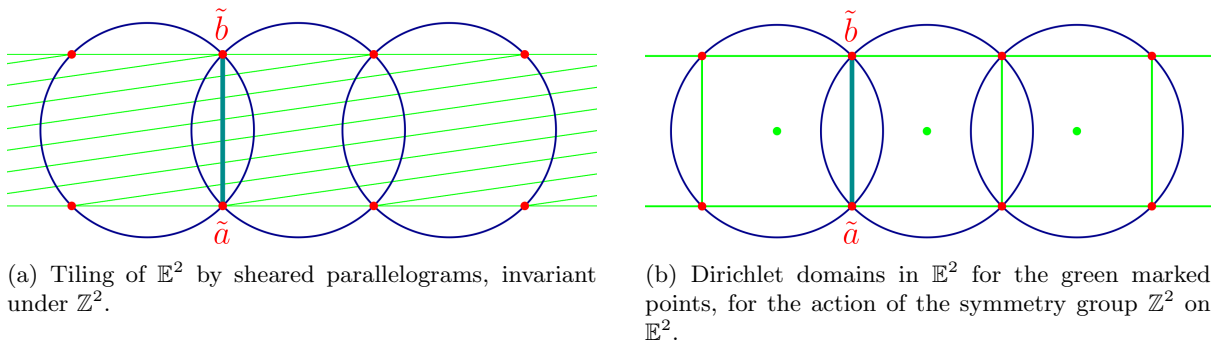 b̃
b̃
ã
ã
(a) Tiling of 𝔼² by sheared parallelograms, invariant
under ℤ².
(b) Dirichlet domains in 𝔼² for the green marked
points, for the action of the symmetry group ℤ² on
𝔼².